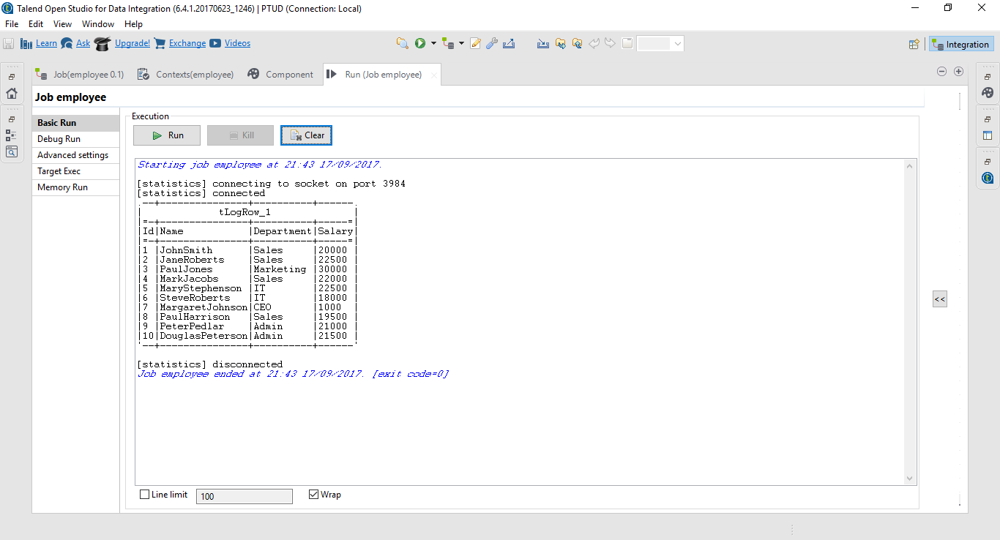 Talend Open Studio for Data Integration (6.4.1.20170623_1246) | PTUD (Connection: Local)
File Edit View Window Help
Learn Ask Upgrade! Exchange Videos Integration
Job(employee 0.1) Contexts(employee) Component Run (Job employee)
Job employee
Basic Run
Debug Run
Advanced settings
Target Exec
Memory Run
Execution
Run Kill Clear
Starting job employee at 21:43 17/09/2017.
[statistics] connecting to socket on port 3984
[statistics] connected
.--+---------------+----------+------.
|             tLogRow_1              |
|=-+---------------+----------+-----=|
|Id|Name           |Department|Salary|
|=-+---------------+----------+-----=|
|1 |JohnSmith      |Sales     |20000 |
|2 |JaneRoberts    |Sales     |22500 |
|3 |PaulJones      |Marketing |30000 |
|4 |MarkJacobs     |Sales     |22000 |
|5 |MaryStephenson |IT        |22500 |
|6 |SteveRoberts   |IT        |18000 |
|7 |MargaretJohnson|CEO       |1000  |
|8 |PaulHarrison   |Sales     |19500 |
|9 |PeterPedlar    |Admin     |21000 |
|10|DouglasPeterson|Admin     |21500 |
'--+---------------+----------+------'
[statistics] disconnected
Job employee ended at 21:43 17/09/2017. [exit code=0]
<<
Line limit 100 Wrap